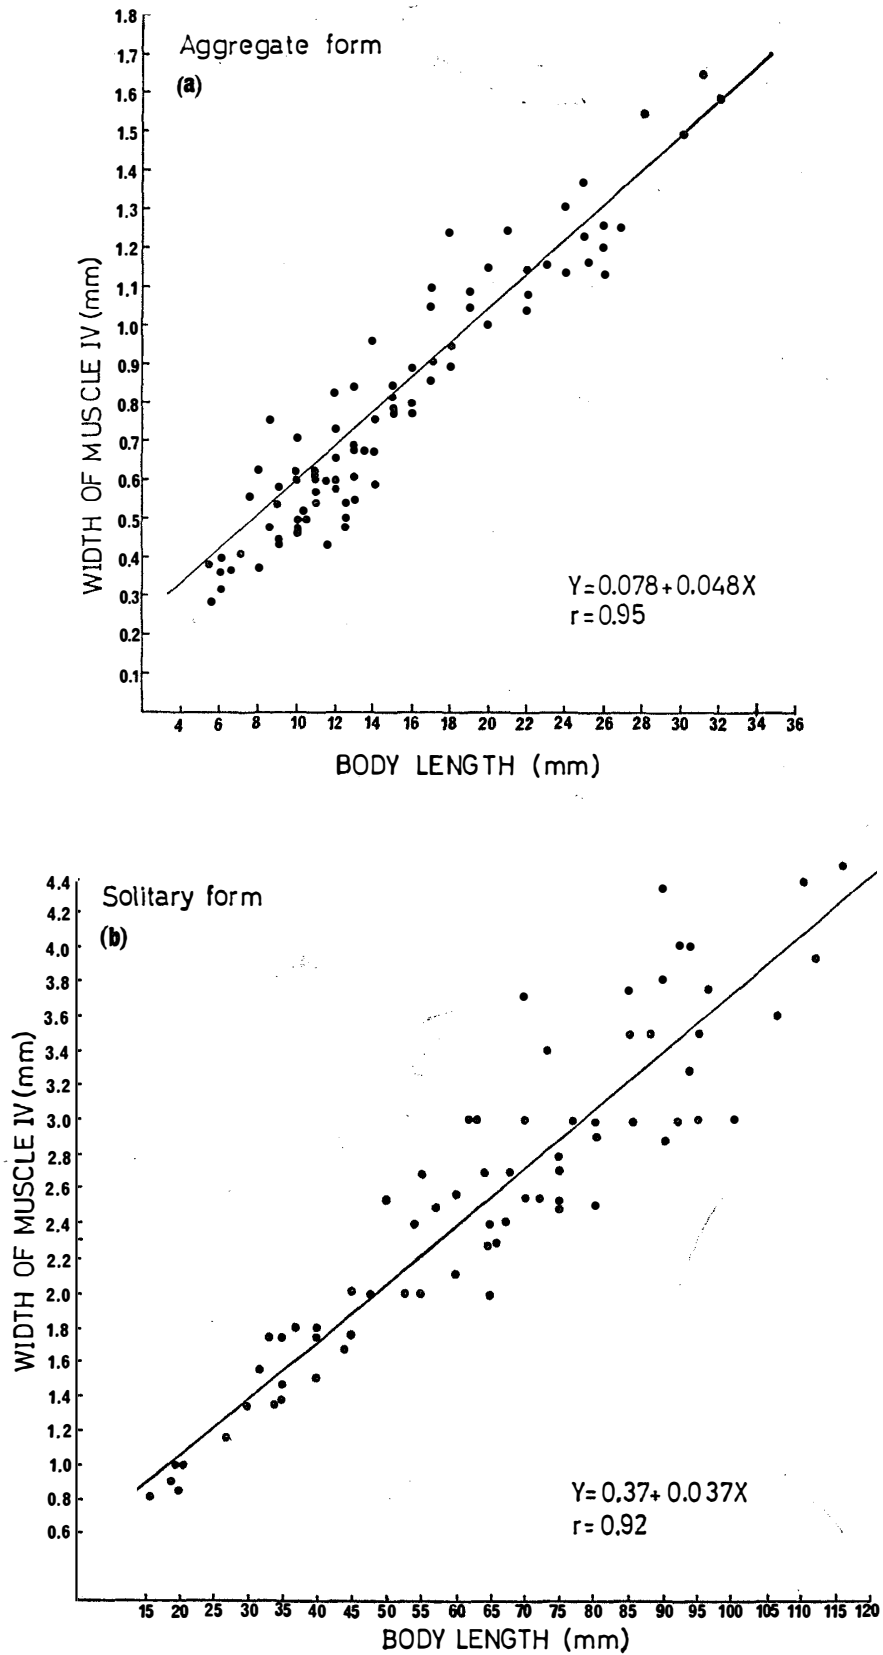 Aggregate form
(a)
1.8
1.7
1.6
1.5
1.4
1.3
1.2
1.1
1.0
0.9
0.8
0.7
0.6
0.5
0.4
0.3
0.2
0.1
WIDTH OF MUSCLE IV (mm)
Y=0.078+0.048X
r=0.95
4 6 8 10 12 14 16 18 20 22 24 26 28 30 32 34 36
BODY LENGTH (mm)
Solitary form
(b)
4.4
4.2
4.0
3.8
3.6
3.4
3.2
3.0
2.8
2.6
2.4
2.2
2.0
1.8
1.6
1.4
1.2
1.0
0.8
0.6
WIDTH OF MUSCLE IV (mm)
Y=0.37+0.037X
r=0.92
15 20 25 30 35 40 45 50 55 60 65 70 75 80 85 90 95 100 105 110 115 120
BODY LENGTH (mm)